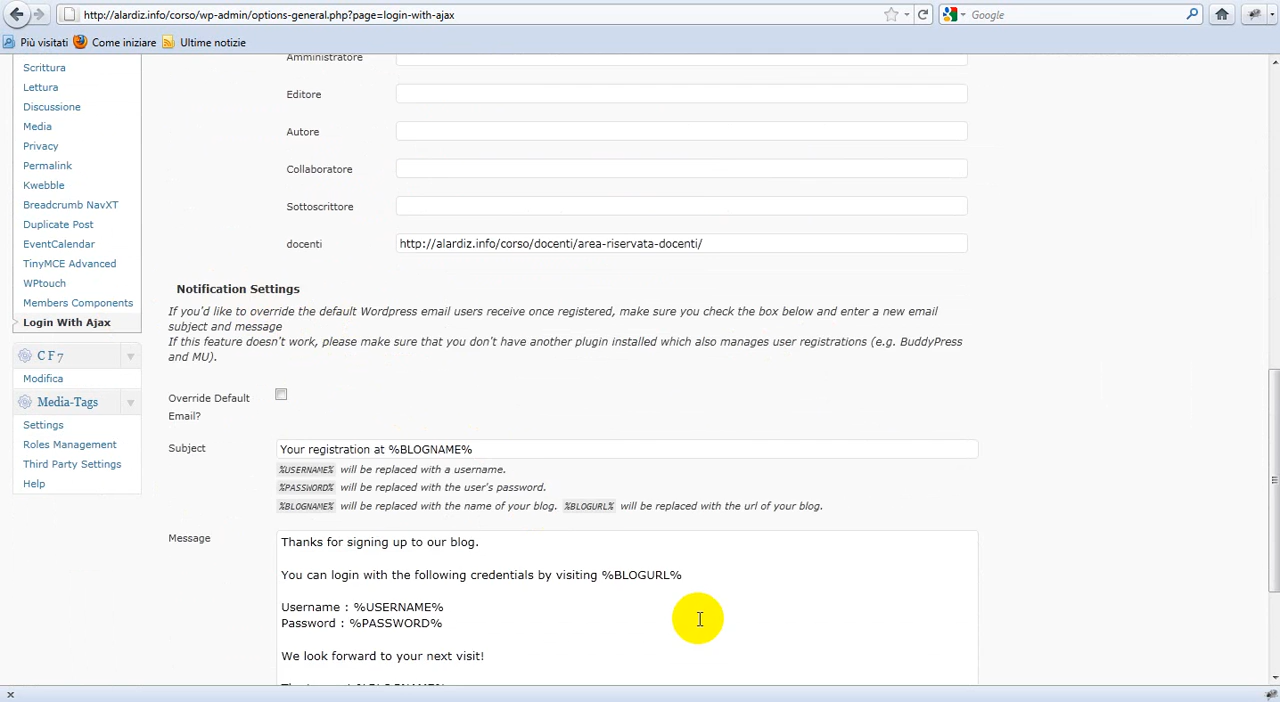 http://alardiz.info/corso/wp-admin/options-general.php?page=login-with-ajax
Google
Più visitati
Come iniziare
Ultime notizie
Scrittura
Lettura
Discussione
Media
Privacy
Permalink
Kwebble
Breadcrumb NavXT
Duplicate Post
EventCalendar
TinyMCE Advanced
WPtouch
Members Components
Login With Ajax
C F 7
Modifica
Media-Tags
Settings
Roles Management
Third Party Settings
Help
Amministratore
Editore
Autore
Collaboratore
Sottoscrittore
docenti
http://alardiz.info/corso/docenti/area-riservata-docenti/
Notification Settings
If you'd like to override the default Wordpress email users receive once registered, make sure you check the box below and enter a new email
subject and message
If this feature doesn't work, please make sure that you don't have another plugin installed which also manages user registrations (e.g. BuddyPress
and MU).
Override Default
Email?
Subject
Your registration at %BLOGNAME%
%USERNAME% will be replaced with a username.
%PASSWORD% will be replaced with the user's password.
%BLOGNAME% will be replaced with the name of your blog. %BLOGURL% will be replaced with the url of your blog.
Message
Thanks for signing up to our blog.
You can login with the following credentials by visiting %BLOGURL%
Username : %USERNAME%
Password : %PASSWORD%
We look forward to your next visit!